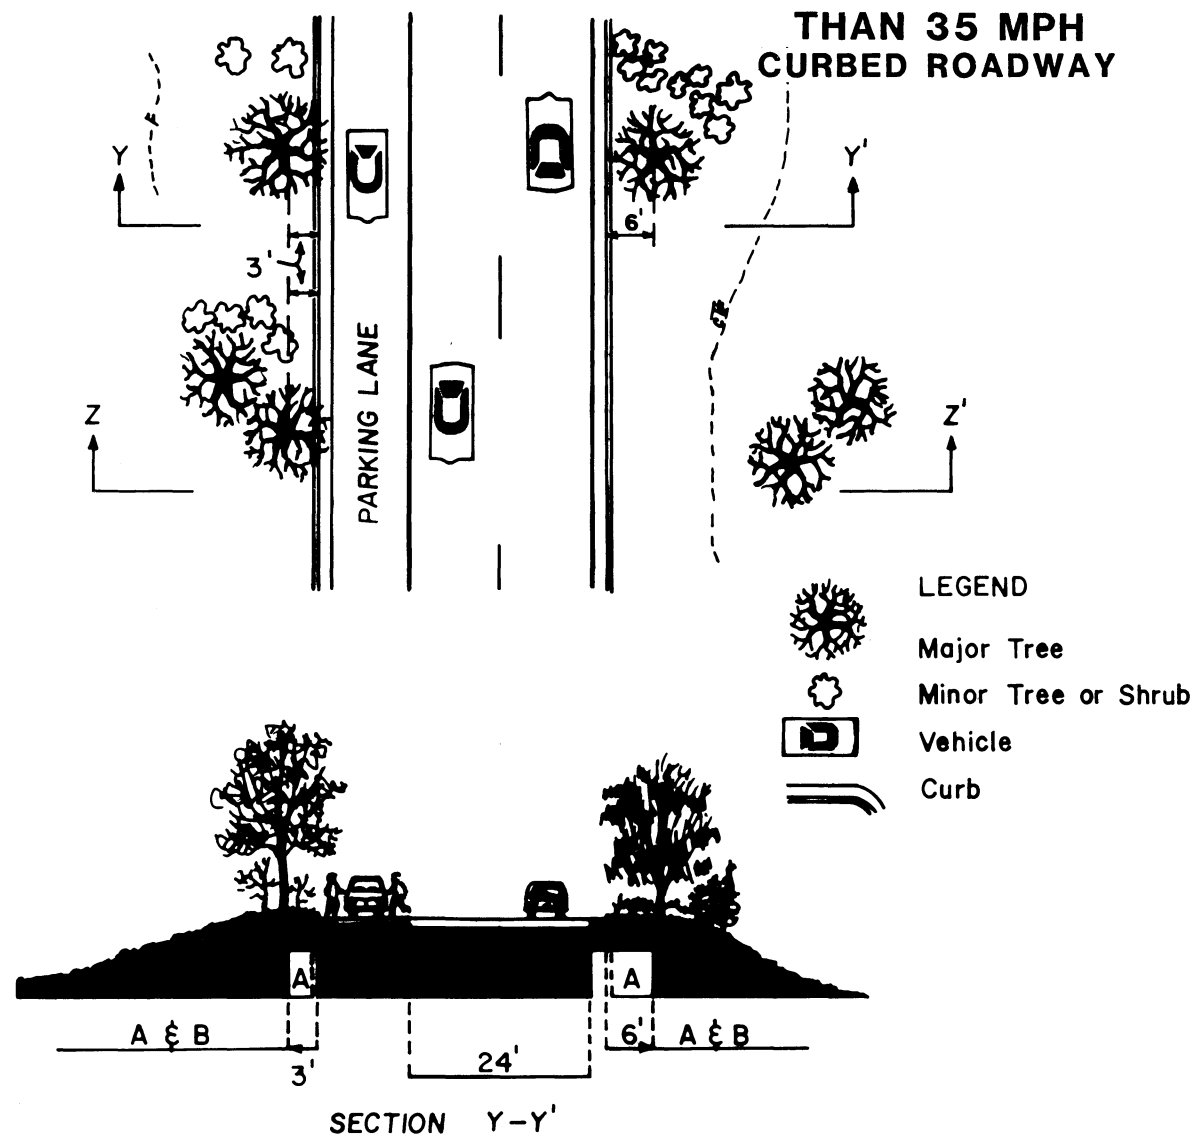 THAN 35 MPH
CURBED ROADWAY
Y
Y'
6'
3'
F
CF
PARKING LANE
Z
Z'
LEGEND
Major Tree
Minor Tree or Shrub
Vehicle
Curb
A
A
A & B
6'
A & B
3'
24'
SECTION Y-Y'